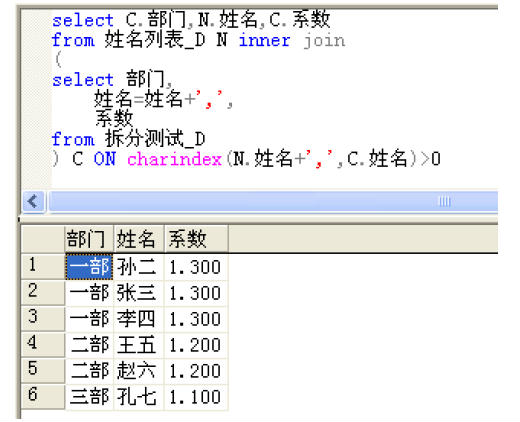 select C.部门,N.姓名,C.系数
from 姓名列表_D N inner join
(
select 部门,
姓名=姓名+',',
系数
from 拆分测试_D
) C ON charindex(N.姓名+',',C.姓名)>0
部门 姓名 系数
1 一部 孙二 1.300
2 一部 张三 1.300
3 一部 李四 1.300
4 二部 王五 1.200
5 二部 赵六 1.200
6 三部 孔七 1.100